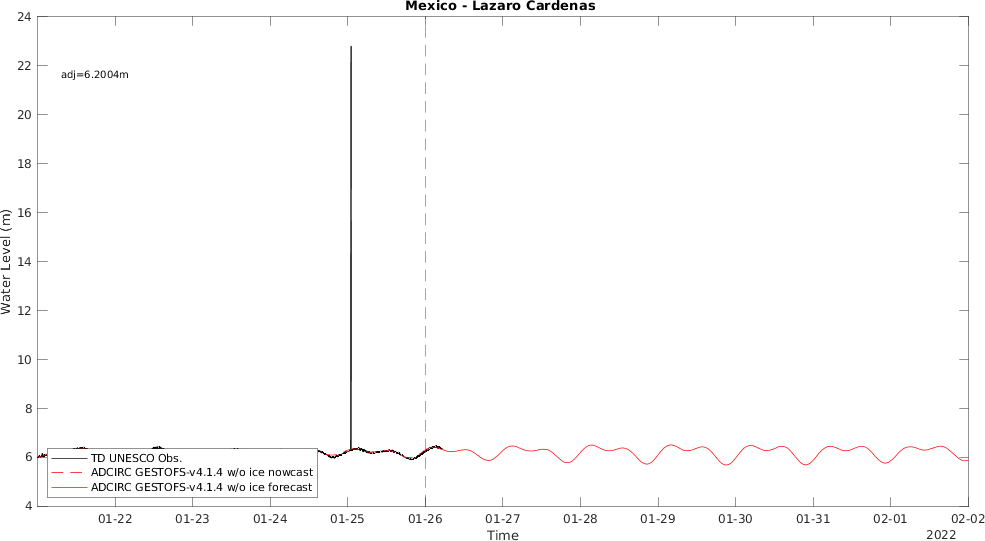 Mexico - Lazaro Cardenas
24
22
20
18
16
14
12
10
8
6
4
Water Level (m)
adj=6.2004m
TD UNESCO Obs.
ADCIRC GESTOFS-v4.1.4 w/o ice nowcast
ADCIRC GESTOFS-v4.1.4 w/o ice forecast
01-22 01-23 01-24 01-25 01-26 01-27 01-28 01-29 01-30 01-31 02-01 02-02
Time
2022